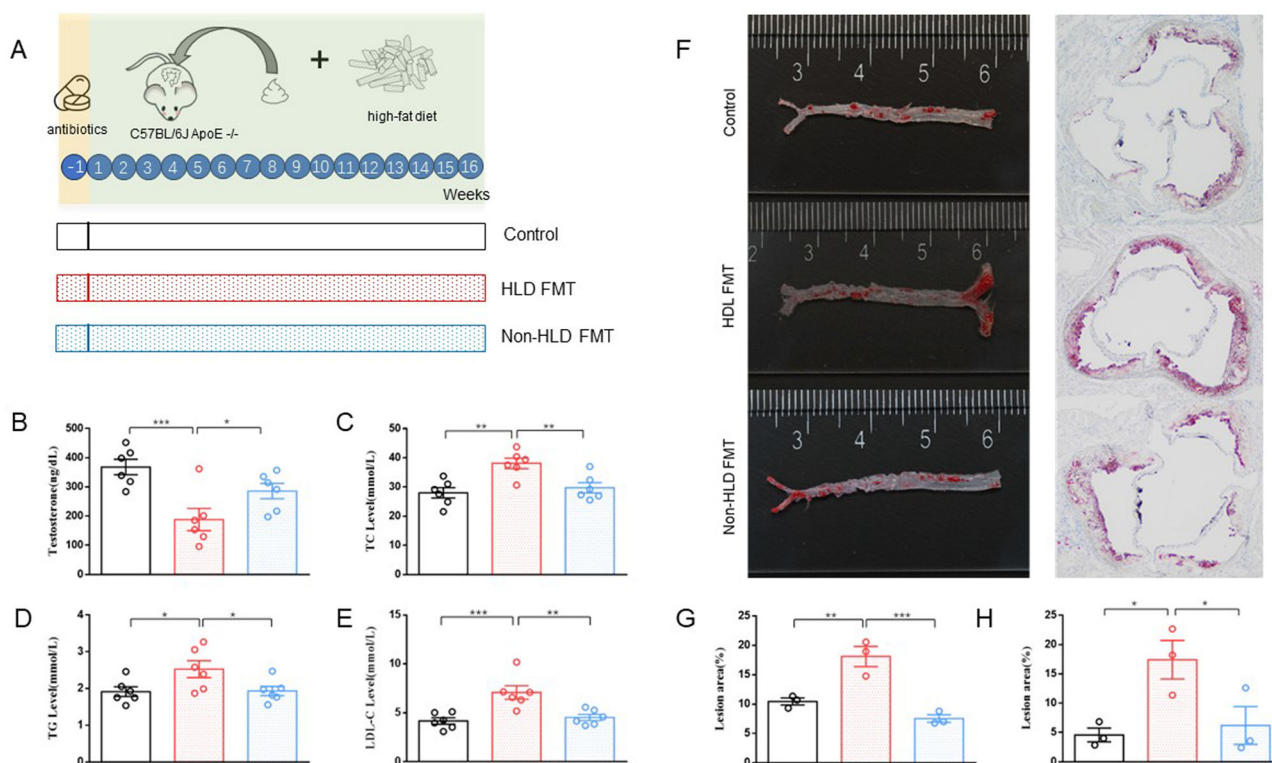 A
antibiotics
C57BL/6J ApoE -/-
+
high-fat diet
-1 1 2 3 4 5 6 7 8 9 10 11 12 13 14 15 16
Weeks
Control
HLD FMT
Non-HLD FMT
B
Testosterone(ng/dL)
500
400
300
200
100
0
***
*
C
TC Level(mmol/L)
50
40
30
20
10
0
**
**
D
TG Level(mmol/L)
4
3
2
1
0
*
*
E
LDL-C Level(mmol/L)
15
10
5
0
***
**
F
Control
3 4 5 6
HDL FMT
2 3 4 5 6
Non-HLD FMT
3 4 5 6
G
Lesion area(%)
25
20
15
10
5
0
**
***
H
Lesion area(%)
25
20
15
10
5
0
*
*